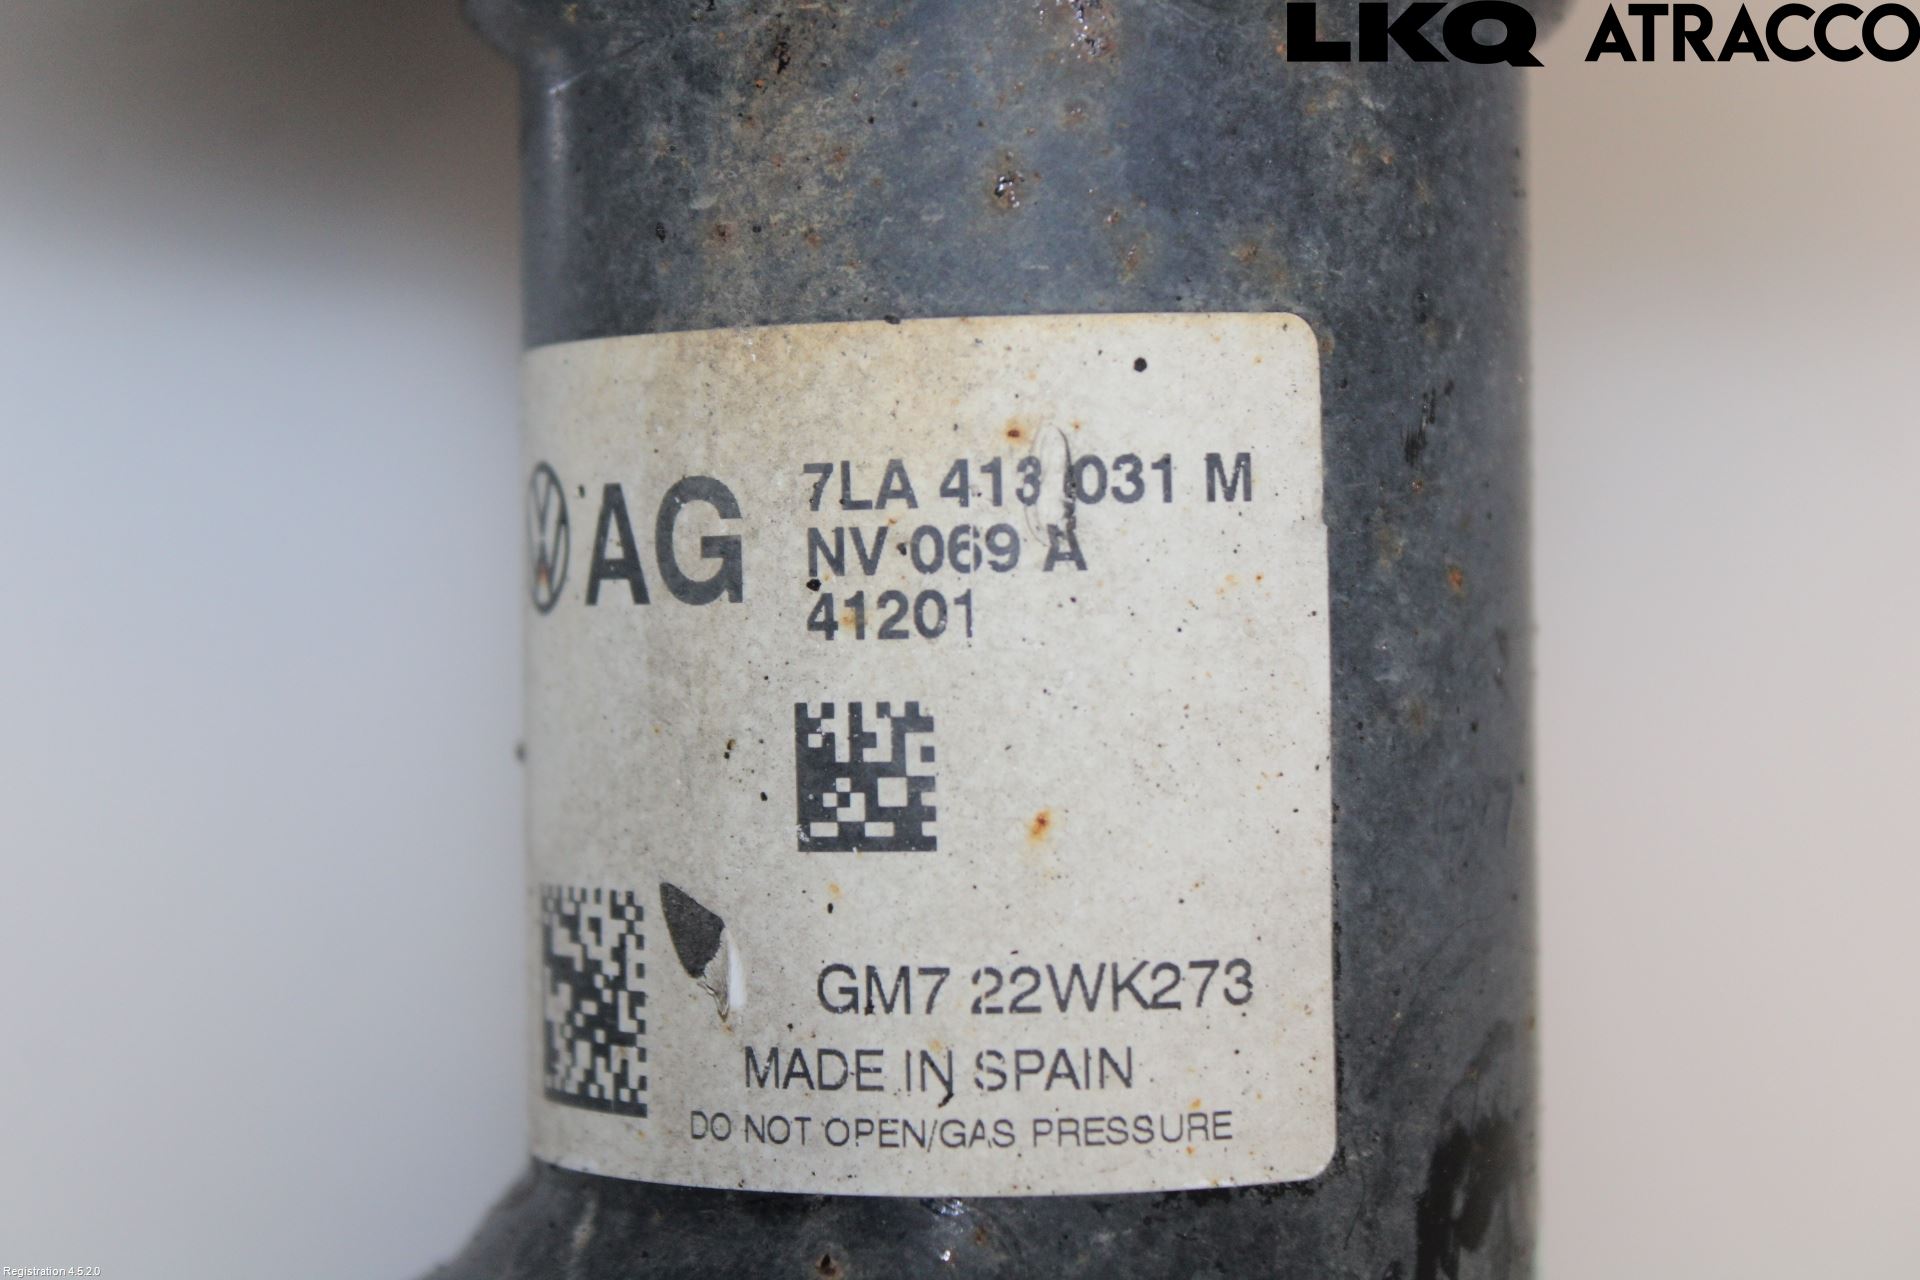 LKQ ATRACCO
AG
7LA 413 031 M
NV 069 A
41201
GM7 22WK273
MADE IN SPAIN
DO NOT OPEN/GAS PRESSURE
Registration 4.5.2.0